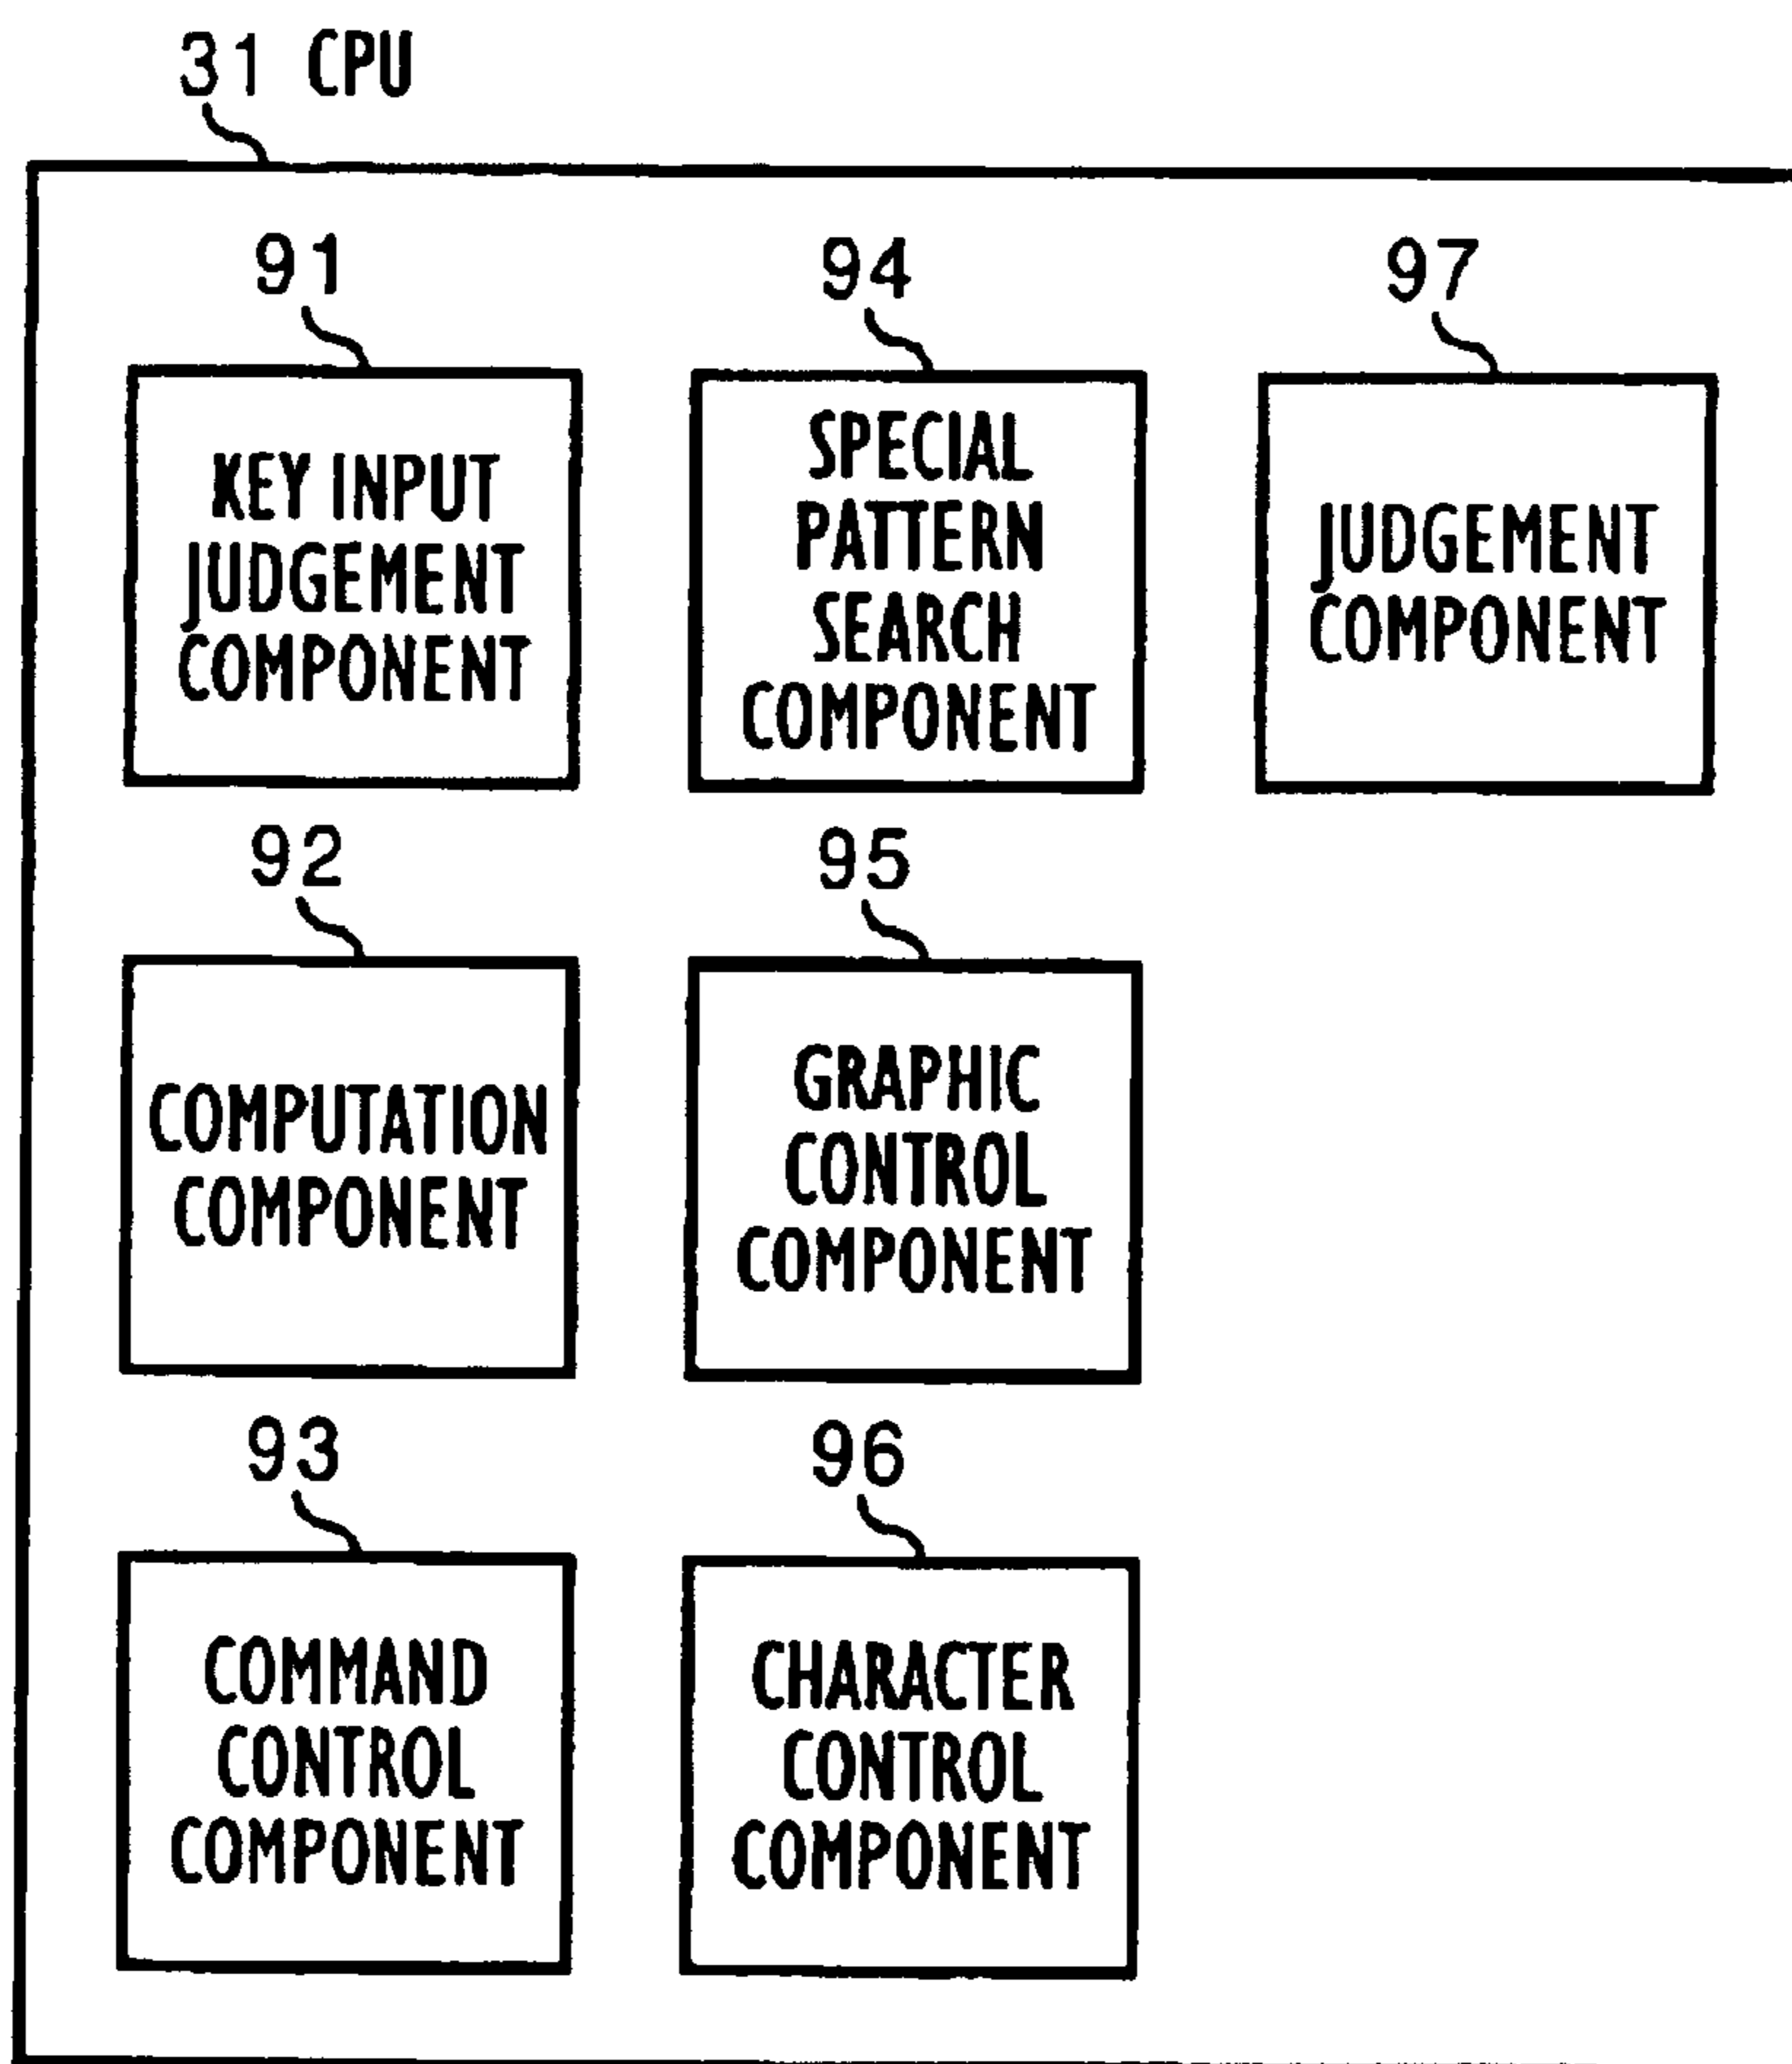 31 CPU
91
KEY INPUT
JUDGEMENT
COMPONENT
94
SPECIAL
PATTERN
SEARCH
COMPONENT
97
JUDGEMENT
COMPONENT
92
COMPUTATION
COMPONENT
95
GRAPHIC
CONTROL
COMPONENT
93
COMMAND
CONTROL
COMPONENT
96
CHARACTER
CONTROL
COMPONENT